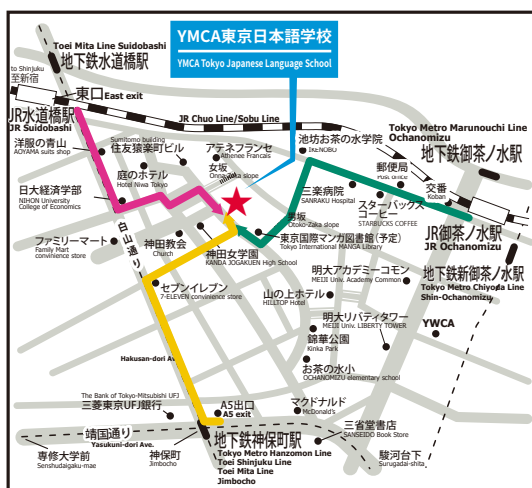 YMCA東京日本語学校
YMCA Tokyo Japanese Language School
Toei Mita Line Suidobashi
地下鉄水道橋駅
to Shinjuku
至新宿
東口 East exit
JR水道橋駅
JR Suidobashi
JR Chuo Line/Sobu Line
Tokyo Metro Marunouchi Line
Ochanomizu
地下鉄御茶ノ水駅
洋服の青山
AOYAMA suits shop
Sumitomo building
住友猿楽町ビル
アテネフランセ
Athenee Francais
女坂
Onnazaka slope
池坊お茶の水学院
IKENOBU
郵便局
Post office
交番
Koban
庭のホテル
Hotel Niwa Tokyo
三楽病院
SANRAKU Hospital
スターバックス
コーヒー
STARBUCKS COFFEE
日大経済学部
NIHON University
College of Economics
男坂
Otoko-Zaka slope
JR御茶ノ水駅
JR Ochanomizu
白山通り
ファミリーマート
Family Mart
convinience store
神田教会
Church
神田女学園
KANDA JOGAKUEN High School
東京国際マンガ図書館(予定)
Tokyo International MANGA Library
地下鉄新御茶ノ水駅
Tokyo Metro Chiyoda Line
Shin-Ochanomizu
セブンイレブン
7-ELEVEN convinience store
明大アカデミーコモン
MEIJI Univ. Academy Common
山の上ホテル
HILLTOP Hotel
明大リバティタワー
MEIJI Univ. LIBERTY TOWER
YWCA
錦華公園
Kinka Park
Hakusan-dori Av
お茶の水小
OCHANOMIZU elementary school
The Bank of Tokyo-Mitsubishi UFJ
三菱東京UFJ銀行
A5出口
A5 exit
マクドナルド
McDonald's
靖国通り
Yasukuni-dori Ave.
三省堂書店
SANSEIDO Book Store
地下鉄神保町駅
Tokyo Metro Hanzomon Line
Toei Shinjuku Line
Toei Mita Line
Jimbocho
専修大学前
Senshudaigaku-mae
神保町
Jimbocho
駿河台下
Surugadai-shita